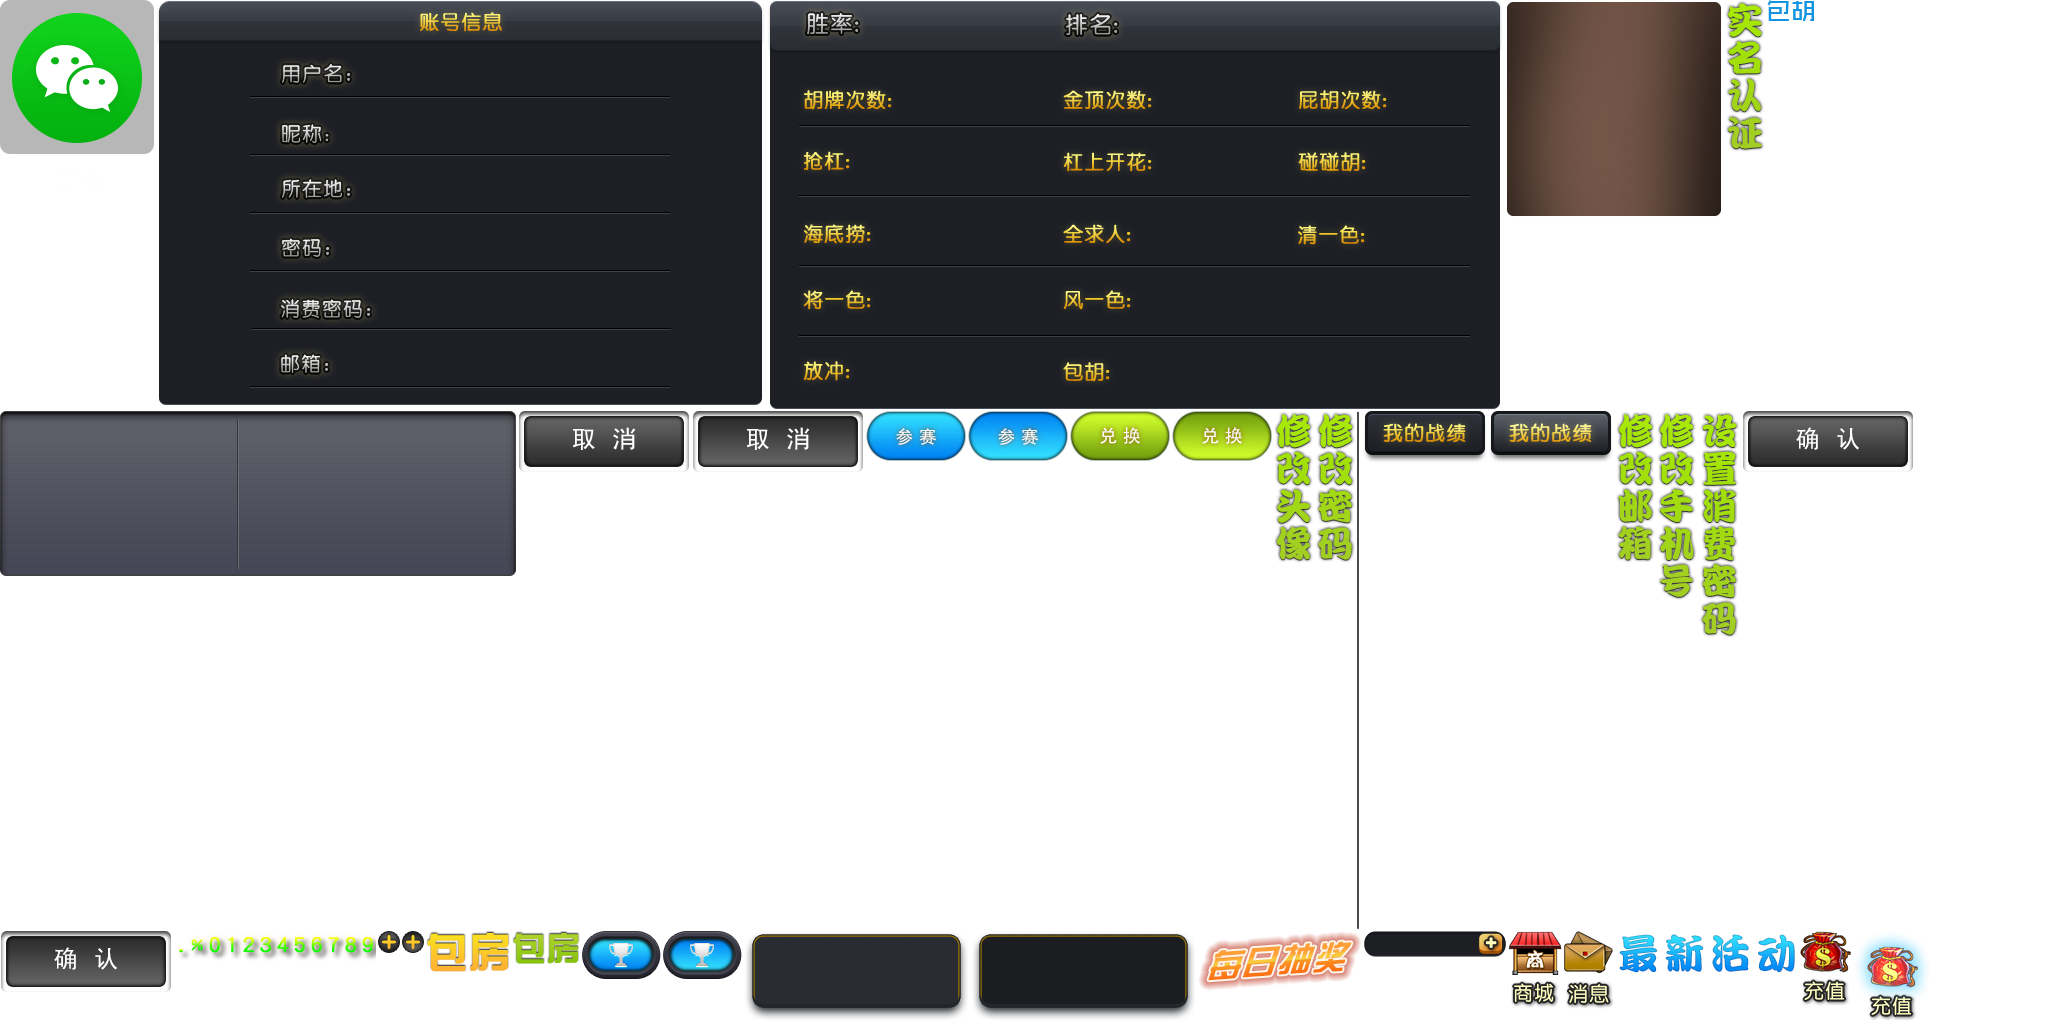 账号信息
用户名:
昵称:
所在地:
密码:
消费密码:
邮箱:
胜率:
排名:
胡牌次数:
金顶次数:
屁胡次数:
抢杠:
杠上开花:
碰碰胡:
海底捞:
全求人:
清一色:
将一色:
风一色:
放冲:
包胡:
实名认证
包胡
取 消
取 消
参 赛
参 赛
兑 换
兑 换
修改头像
修改密码
我的战绩
我的战绩
修改邮箱
修改手机号
设置消费密码
确 认
确 认
.%0123456789
包房
包房
每日抽奖
商
商城
消息
最新活动
充值
充值